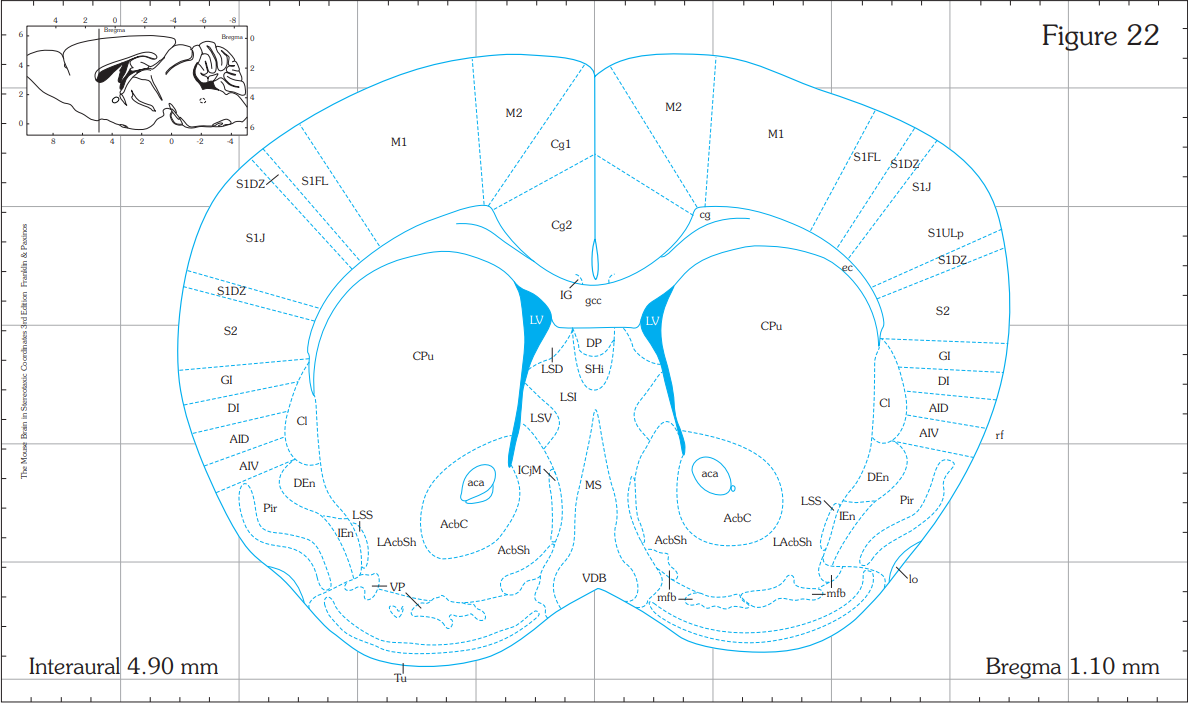 4 2 0 -2 -4 -6 -8
Bregma
Figure 22
6 Bregma 0
4 2
2 4
0 6
8 6 4 2 0 -2 -4
M2 M2
M1 Cg1 M1
S1DZ S1FL S1FL S1DZ
S1J
cg
Cg2 S1ULp
S1J
S1DZ ec S1DZ
IG gcc
S2 LV LV CPu S2
CPu DP
LSD SHi
GI GI
DI LSI DI
Cl LSV Cl AID
AID AIV rf
AIV ICjM
DEn aca MS aca DEn
Pir LSS LSS Pir
IEn AcbC AcbC IEn
LAcbSh AcbSh AcbSh LAcbSh
VP VDB mfb mfb lo
Tu
The Mouse Brain in Stereotaxic Coordinates 3rd Edition Franklin & Paxinos
Interaural 4.90 mm
Bregma 1.10 mm